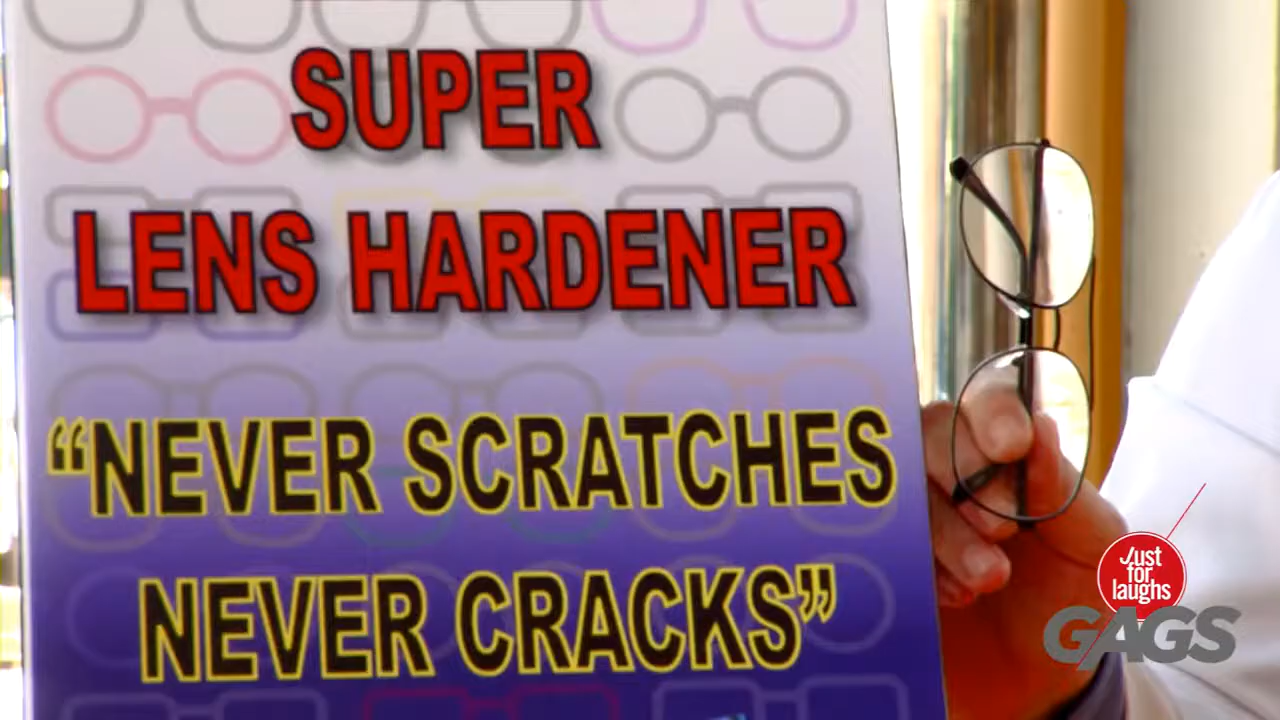 SUPER
LENS HARDENER
“NEVER SCRATCHES
NEVER CRACKS”
Just
for
laughs
GAGS